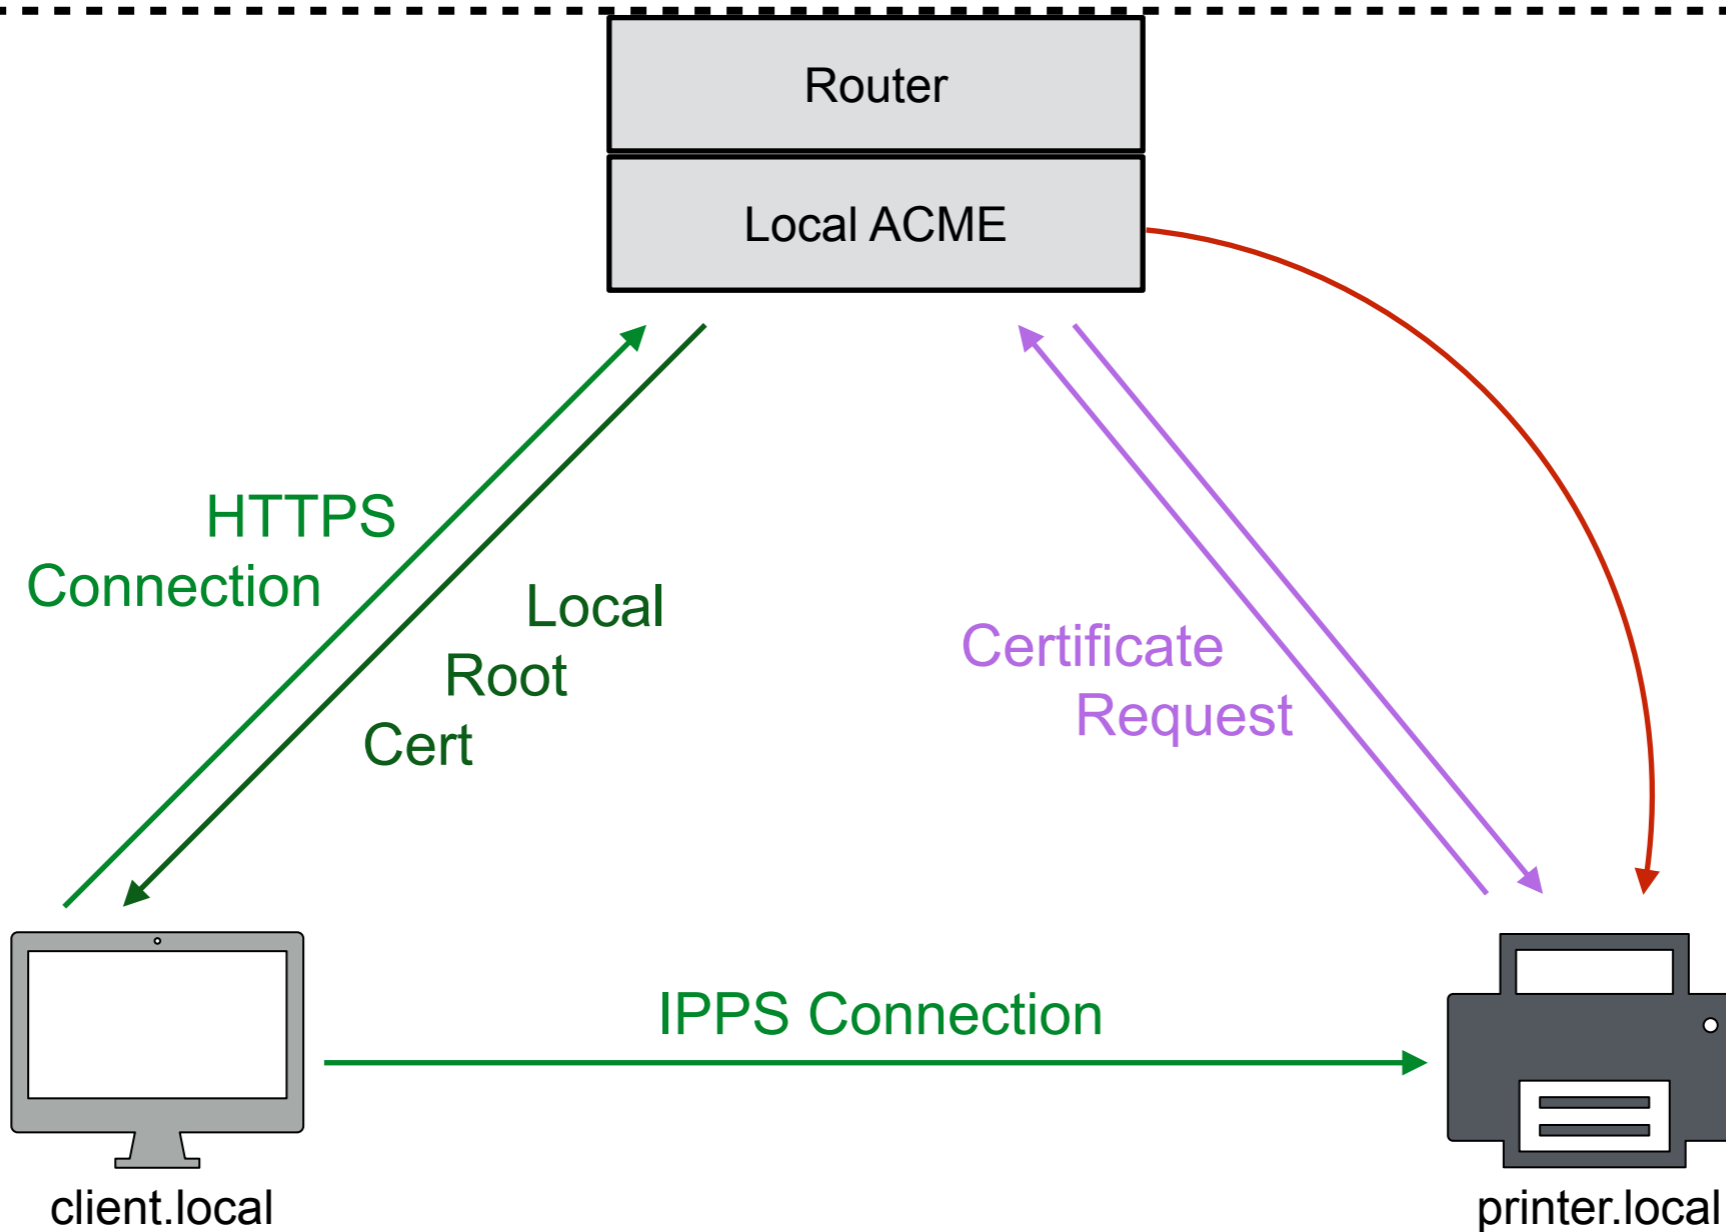 Router
Local ACME
HTTPS
Connection
Local
Root
Cert
Certificate
Request
IPPS Connection
client.local
printer.local